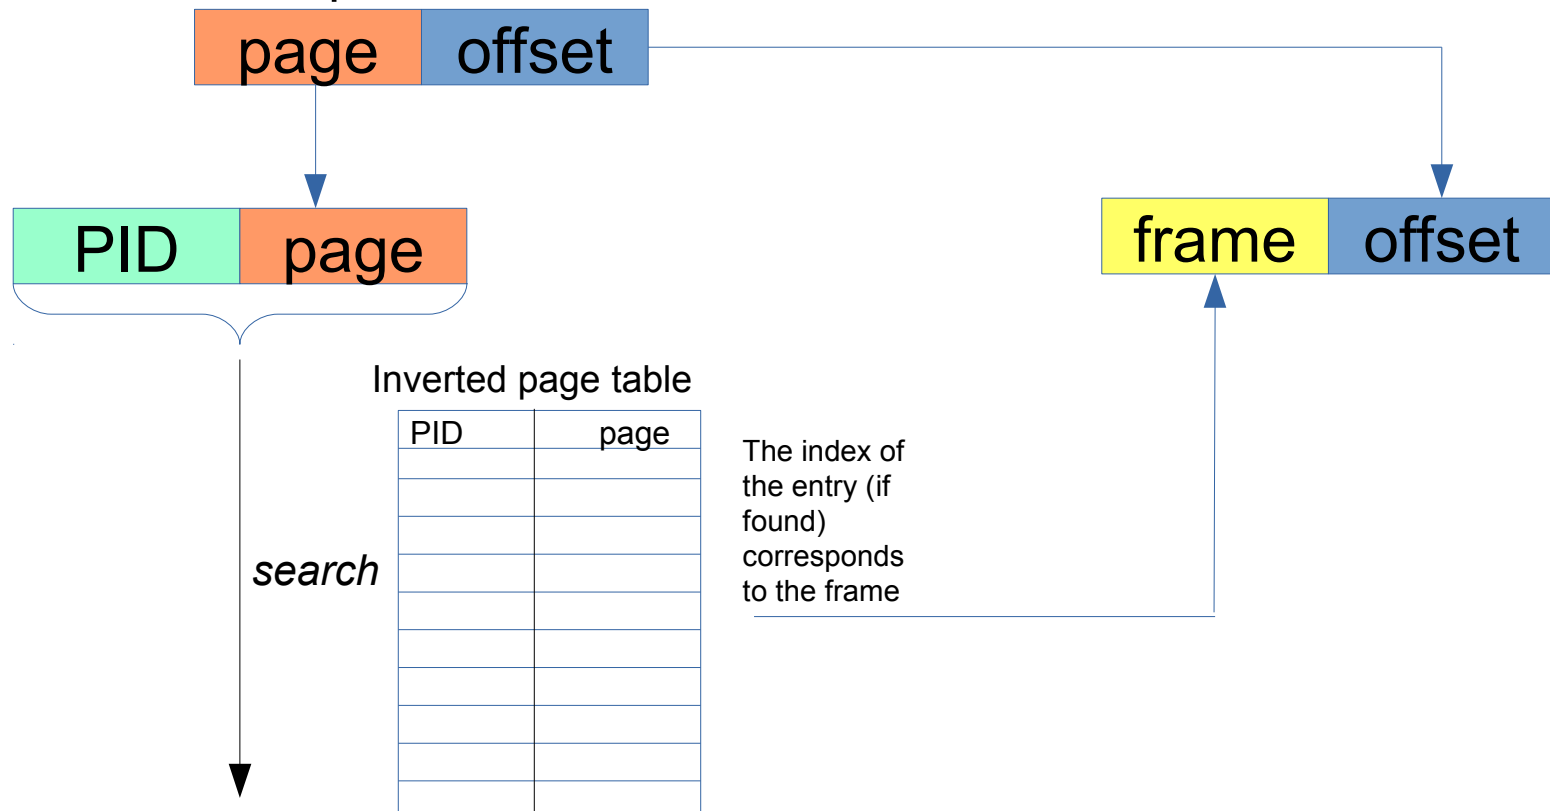 page offset
PID page
frame offset
Inverted page table
PID page
The index of
the entry (if
found)
corresponds
to the frame
search